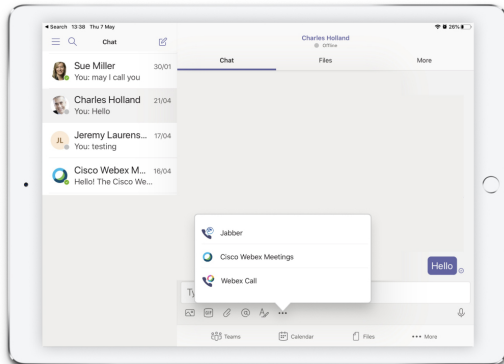 Search 13:38 Thu 7 May
26%
Chat
Charles Holland
Offline
Chat
Files
More
Sue Miller 30/01
You: may I call you
Charles Holland 21/04
You: Hello
JL
Jeremy Laurens... 17/04
You: testing
Cisco Webex M... 16/04
Hello! The Cisco We...
Jabber
Cisco Webex Meetings
Webex Call
Hello
Ty
GIF
Teams
Calendar
Files
More